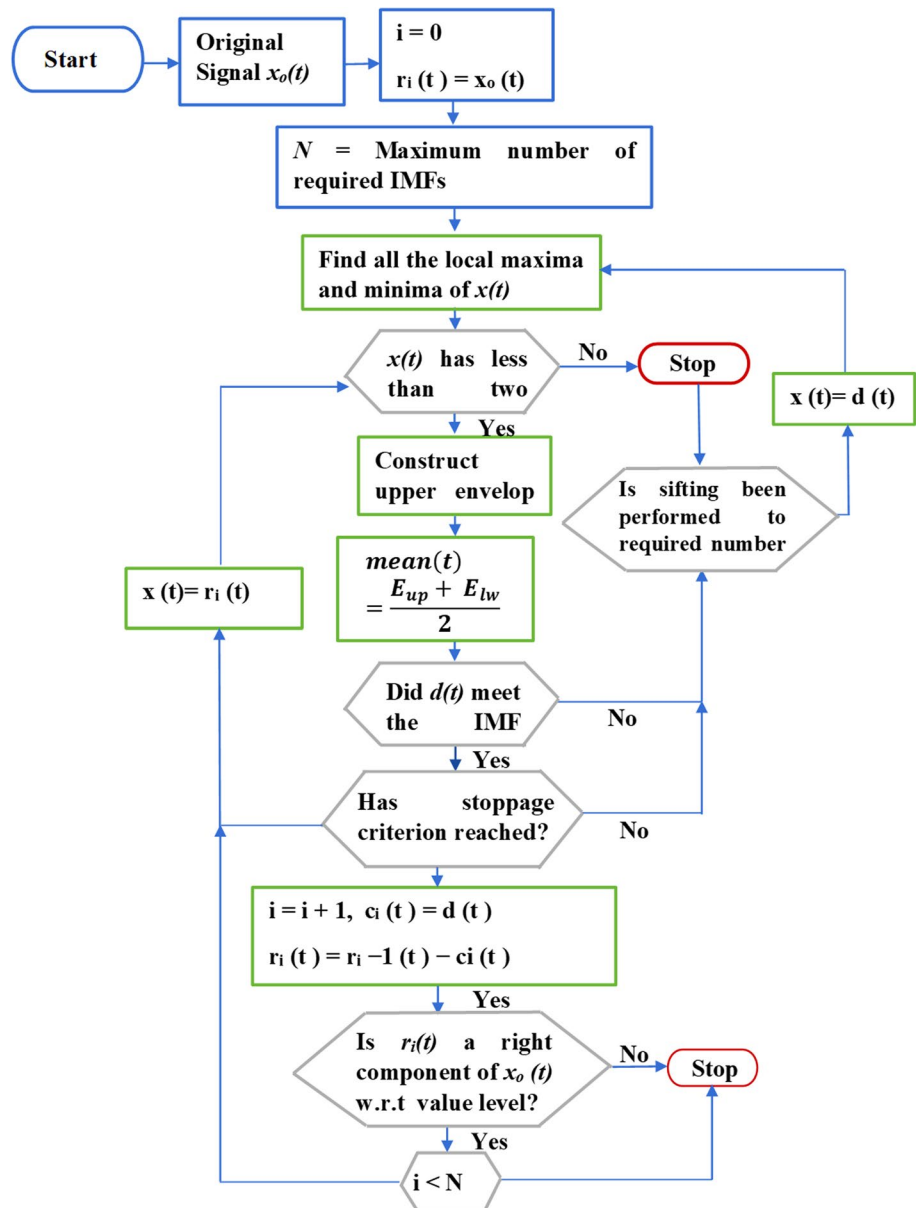 Start
Original
Signal xₒ(t)
i = 0
rᵢ (t ) = xₒ (t)
N = Maximum number of
required IMFs
Find all the local maxima
and minima of x(t)
x(t) has less
than two
No
Stop
Yes
x (t)= d (t)
Construct
upper envelop
Is sifting been
performed to
required number
mean(t)
= (E_up + E_lw)/2
x (t)= rᵢ (t)
Did d(t) meet
the IMF
No
Yes
Has stoppage
criterion reached?
No
i = i + 1, cᵢ (t ) = d (t )
rᵢ (t ) = rᵢ −1 (t ) − ci (t )
Yes
Is rᵢ(t) a right
component of xₒ (t)
w.r.t value level?
No
Stop
Yes
i < N